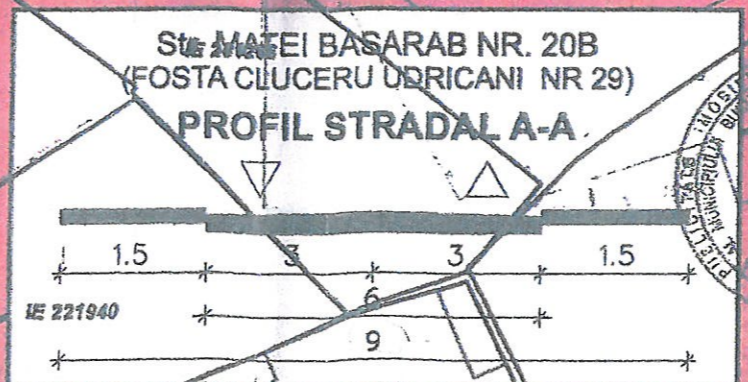 Str. MATEI BASARAB NR. 20B
(FOSTA CLUCERU UDRICANI NR 29)
PROFIL STRADAL A-A
1.5 3 3 1.5
IE 221940
6
9
MUNICIPIULUI